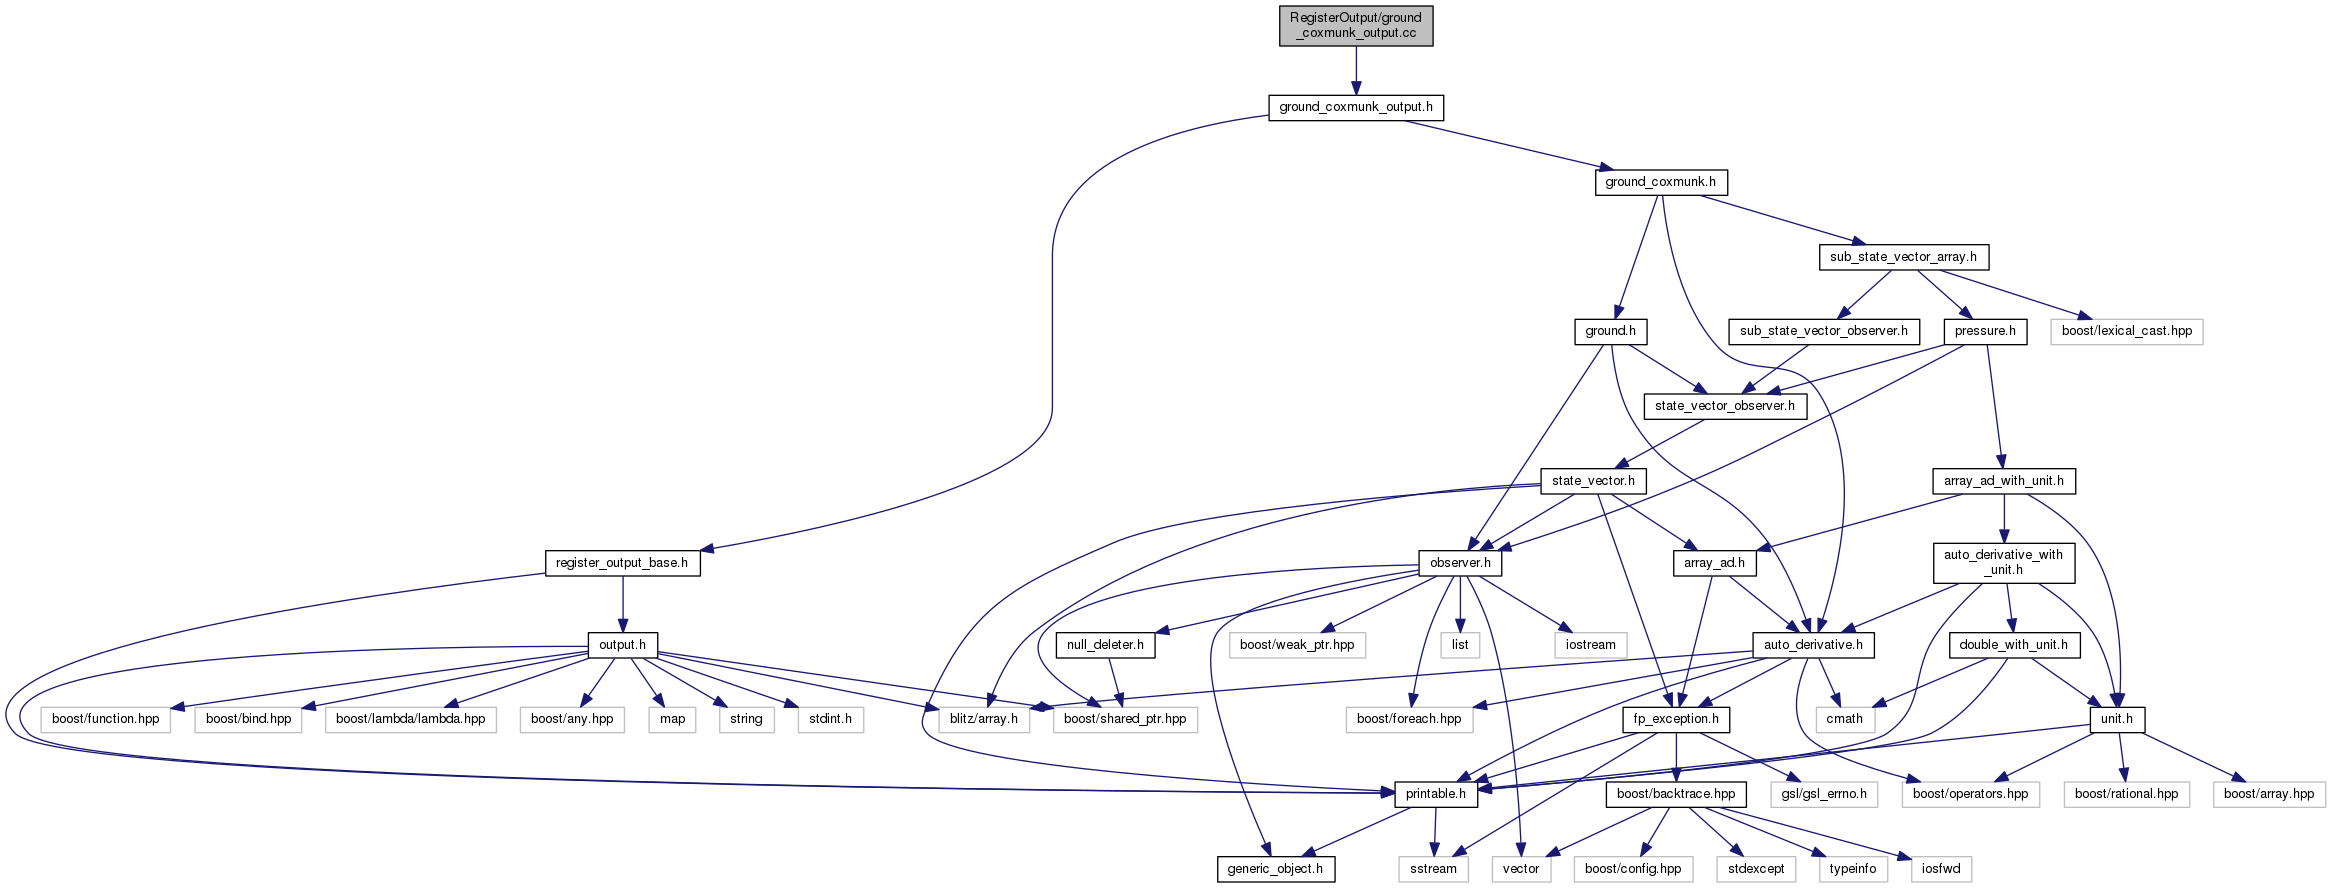 RegisterOutput/ground
_coxmunk_output.cc
ground_coxmunk_output.h
ground_coxmunk.h
sub_state_vector_array.h
ground.h
sub_state_vector_observer.h
pressure.h
boost/lexical_cast.hpp
state_vector_observer.h
state_vector.h
array_ad_with_unit.h
register_output_base.h
observer.h
array_ad.h
auto_derivative_with
_unit.h
output.h
null_deleter.h
boost/weak_ptr.hpp
list
iostream
auto_derivative.h
double_with_unit.h
boost/function.hpp
boost/bind.hpp
boost/lambda/lambda.hpp
boost/any.hpp
map
string
stdint.h
blitz/array.h
boost/shared_ptr.hpp
boost/foreach.hpp
fp_exception.h
cmath
unit.h
printable.h
boost/backtrace.hpp
gsl/gsl_errno.h
boost/operators.hpp
boost/rational.hpp
boost/array.hpp
generic_object.h
sstream
vector
boost/config.hpp
stdexcept
typeinfo
iosfwd